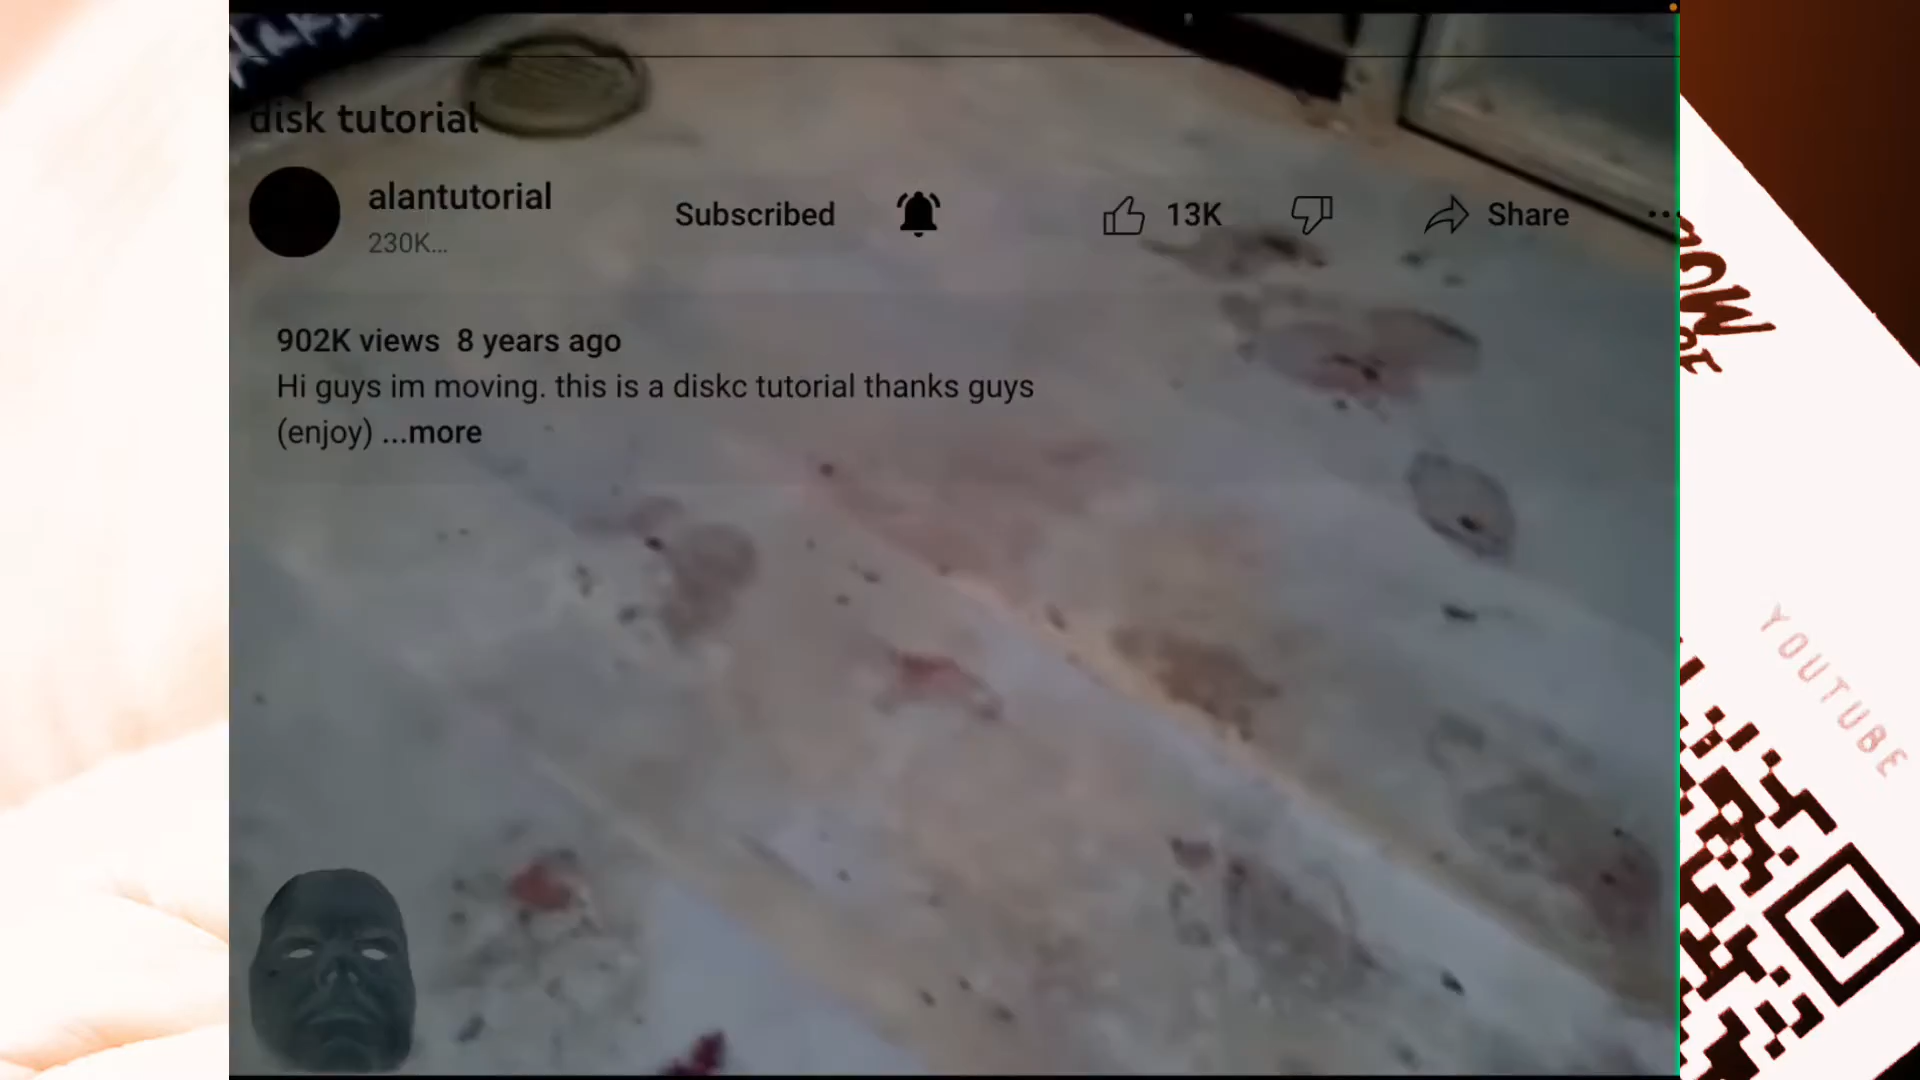 disk tutorial
alantutorial
230K...
Subscribed
13K
Share
902K views 8 years ago
Hi guys im moving. this is a diskc tutorial thanks guys
(enjoy) ...more
YOUTUBE